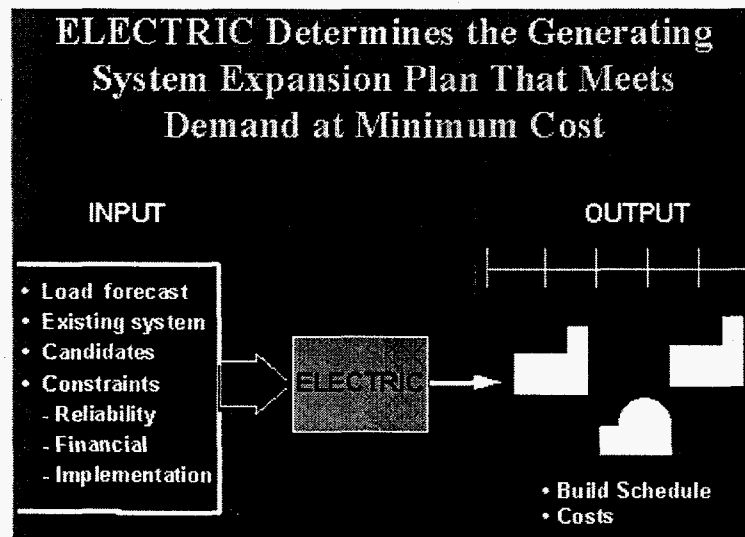 ELECTRIC Determines the Generating
System Expansion Plan That Meets
Demand at Minimum Cost
INPUT
• Load forecast
• Existing system
• Candidates
• Constraints
- Reliability
- Financial
- Implementation
ELECTRIC
OUTPUT
• Build Schedule
• Costs